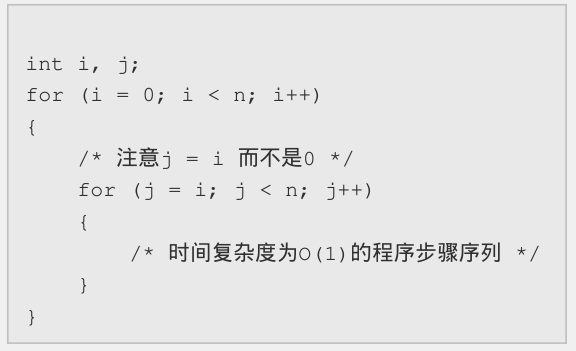 int i, j;
for (i = 0; i < n; i++)
{
    /* 注意j = i 而不是0 */
    for (j = i; j < n; j++)
    {
        /* 时间复杂度为O(1)的程序步骤序列 */
    }
}